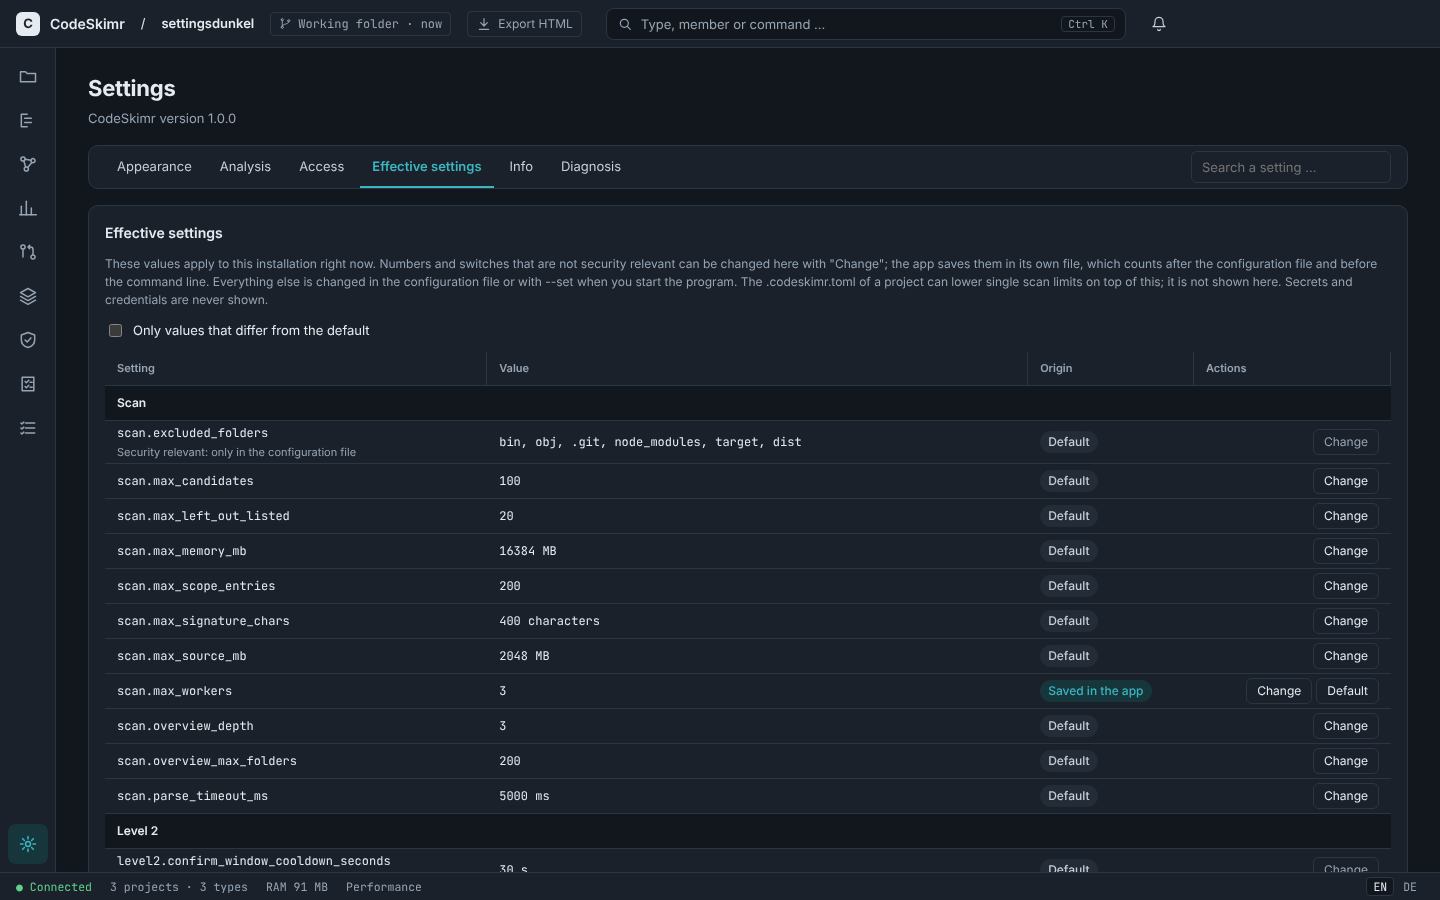 C CodeSkimr / settingsdunkel Working folder · now Export HTML Type, member or command ... Ctrl K
Settings
CodeSkimr version 1.0.0
Appearance Analysis Access Effective settings Info Diagnosis Search a setting ...
Effective settings
These values apply to this installation right now. Numbers and switches that are not security relevant can be changed here with "Change"; the app saves them in its own file, which counts after the configuration file and before
the command line. Everything else is changed in the configuration file or with --set when you start the program. The .codeskimr.toml of a project can lower single scan limits on top of this; it is not shown here. Secrets and
credentials are never shown.
Only values that differ from the default
Setting Value Origin Actions
Scan
scan.excluded_folders
Security relevant: only in the configuration file
bin, obj, .git, node_modules, target, dist Default Change
scan.max_candidates 100 Default Change
scan.max_left_out_listed 20 Default Change
scan.max_memory_mb 16384 MB Default Change
scan.max_scope_entries 200 Default Change
scan.max_signature_chars 400 characters Default Change
scan.max_source_mb 2048 MB Default Change
scan.max_workers 3 Saved in the app Change Default
scan.overview_depth 3 Default Change
scan.overview_max_folders 200 Default Change
scan.parse_timeout_ms 5000 ms Default Change
Level 2
level2.confirm_window_cooldown_seconds
30 s Default Change
Connected 3 projects · 3 types RAM 91 MB Performance EN DE